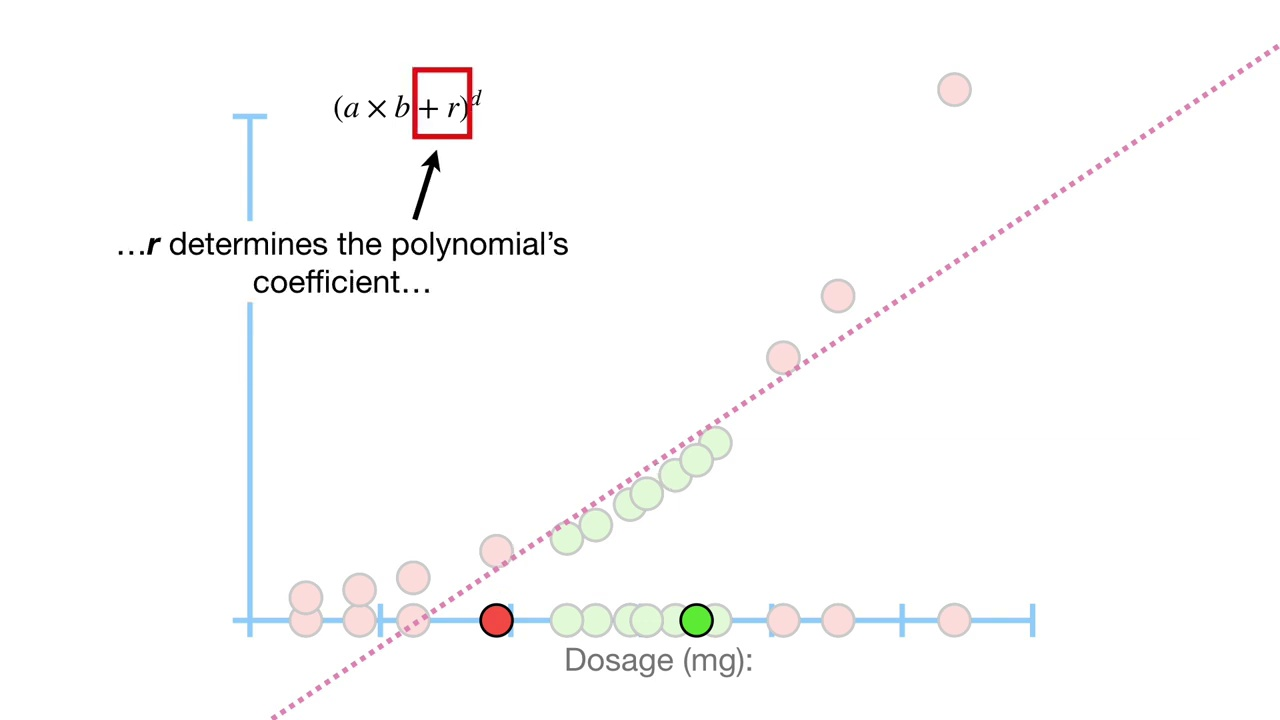 (a × b + r)^d
…r determines the polynomial’s
coefficient…
Dosage (mg):